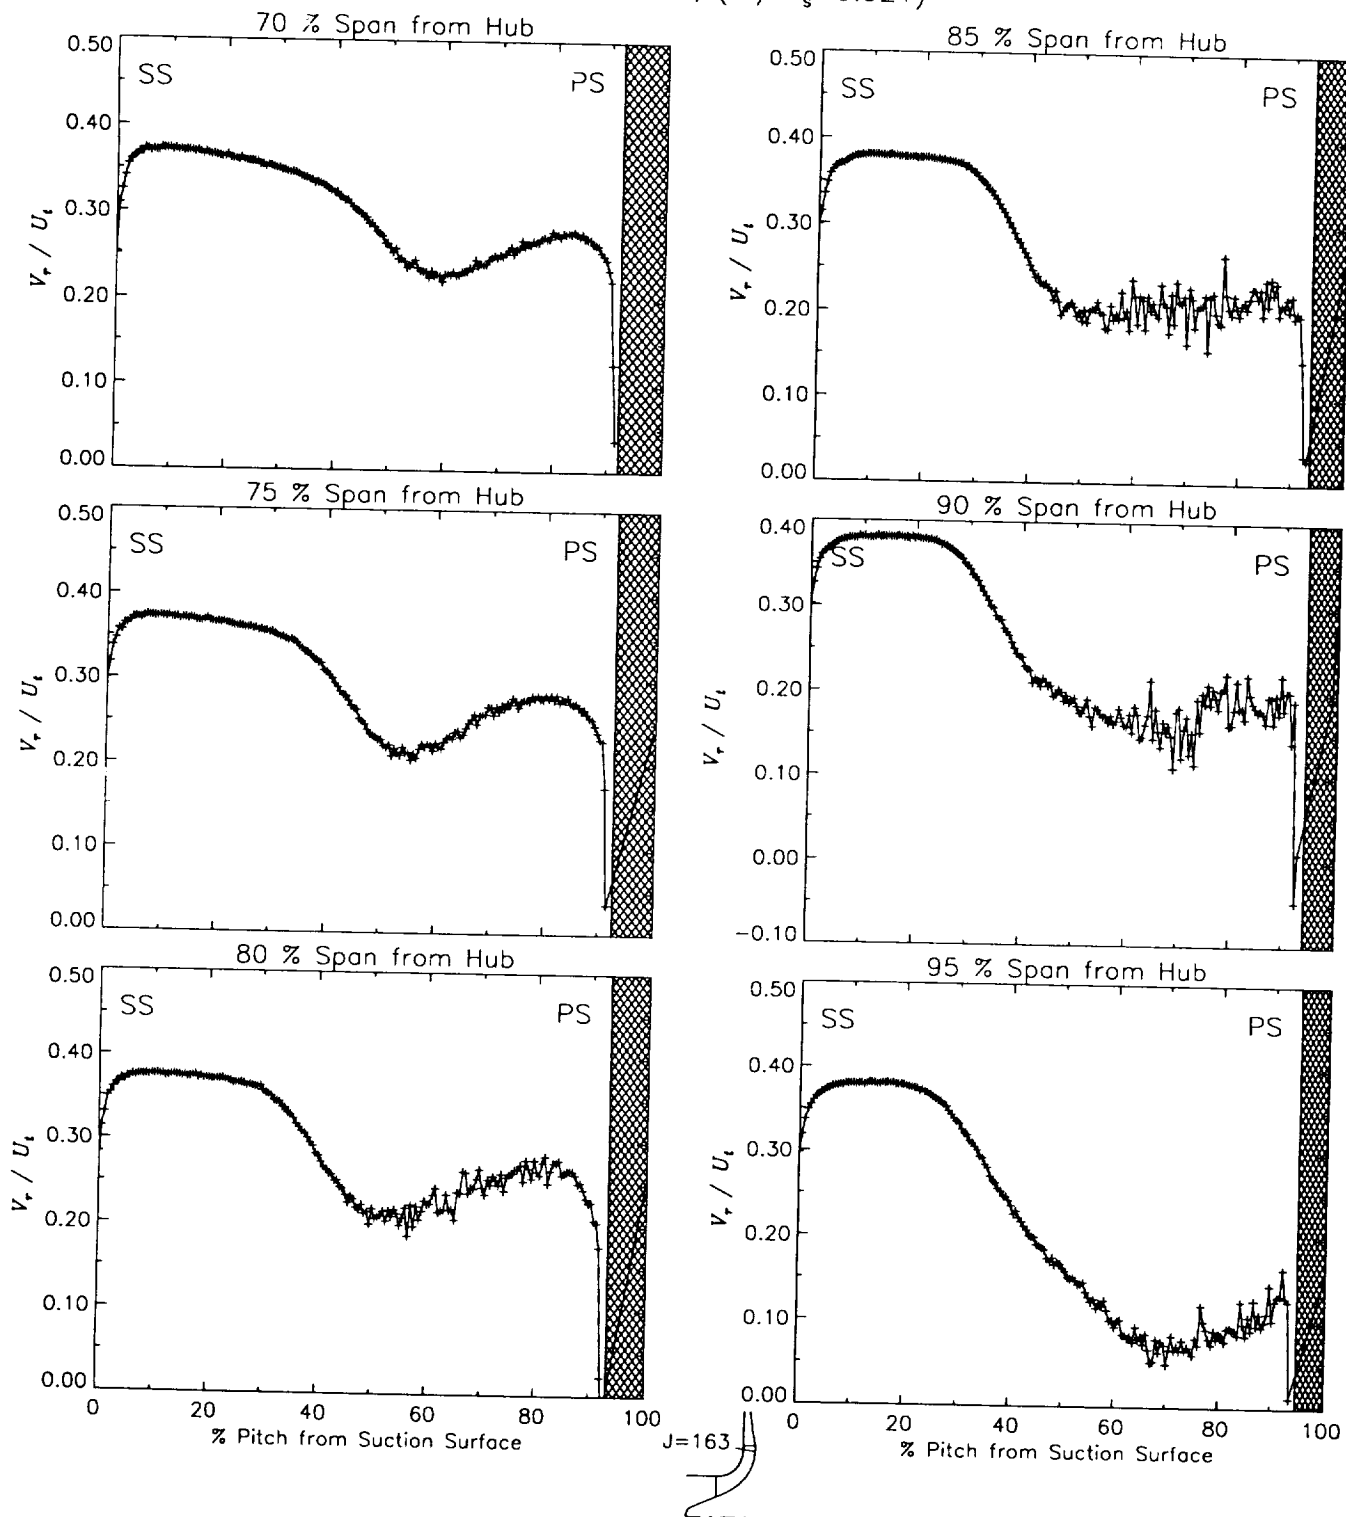 70 % Span from Hub
0.50
0.40
0.30
0.20
0.10
0.00
SS
PS
V_r / U_t
75 % Span from Hub
0.50
0.40
0.30
0.20
0.10
0.00
SS
PS
V_r / U_t
80 % Span from Hub
0.50
0.40
0.30
0.20
0.10
0.00
SS
PS
V_r / U_t
0 20 40 60 80 100
% Pitch from Suction Surface
85 % Span from Hub
0.50
0.40
0.30
0.20
0.10
0.00
SS
PS
V_r / U_t
90 % Span from Hub
0.40
0.30
0.20
0.10
0.00
-0.10
SS
PS
V_r / U_t
95 % Span from Hub
0.50
0.40
0.30
0.20
0.10
0.00
SS
PS
V_r / U_t
0 20 40 60 80 100
% Pitch from Suction Surface
J=163